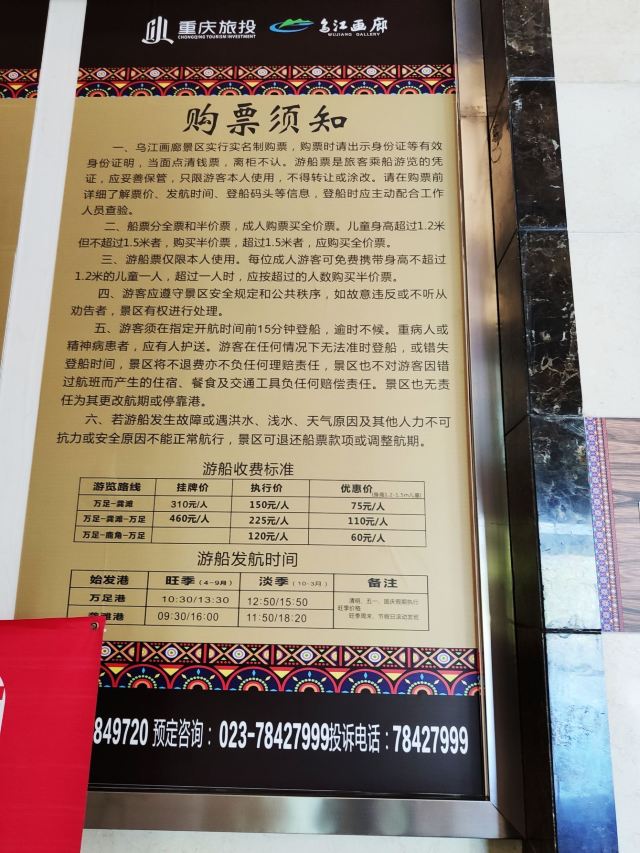 重庆旅投 乌江画廊
CHONGQING TOURISM INVESTMENT WUJIANG GALLERY
购票须知
一、乌江画廊景区实行实名制购票，购票时请出示身份证等有效
身份证明，当面点清钱票，离柜不认。游船票是旅客乘船游览的凭
证，应妥善保管，只限游客本人使用，不得转让或涂改。请在购票前
详细了解票价、发航时间、登船码头等信息，登船时应主动配合工作
人员查验。
二、船票分全票和半价票，成人购票买全价票。儿童身高超过1.2米
但不超过1.5米者，购买半价票，超过1.5米者，应购买全价票。
三、游船票仅限本人使用。每位成人游客可免费携带身高不超过
1.2米的儿童一人，超过一人时，应按超过的人数购买半价票。
四、游客应遵守景区安全规定和公共秩序，如故意违反或不听从
劝告者，景区有权进行处理。
五、游客须在指定开航时间前15分钟登船，逾时不候。重病人或
精神病患者，应有人护送。游客在任何情况下无法准时登船，或错失
登船时间，景区将不退费亦不负任何理赔责任，景区也不对游客因错
过航班而产生的住宿、餐食及交通工具负任何赔偿责任。景区也无责
任为其更改航期或停靠港。
六、若游船发生故障或遇洪水、浅水、天气原因及其他人力不可
抗力或安全原因不能正常航行，景区可退还船票款项或调整航期。
游船收费标准
游览路线 挂牌价 执行价 优惠价(身高1.2-1.5m儿童)
万足-龚滩 310元/人 150元/人 75元/人
万足-龚滩-万足 460元/人 225元/人 110元/人
万足-鹿角-万足 120元/人 60元/人
游船发航时间
始发港 旺季（4-9月） 淡季（10-3月） 备注
万足港 10:30/13:30 12:50/15:50 清明、五一、国庆假期执行
旺季价格
龚滩港 09:30/16:00 11:50/18:20 旺季周末、节假日滚动发班
849720 预定咨询：023-78427999投诉电话：78427999